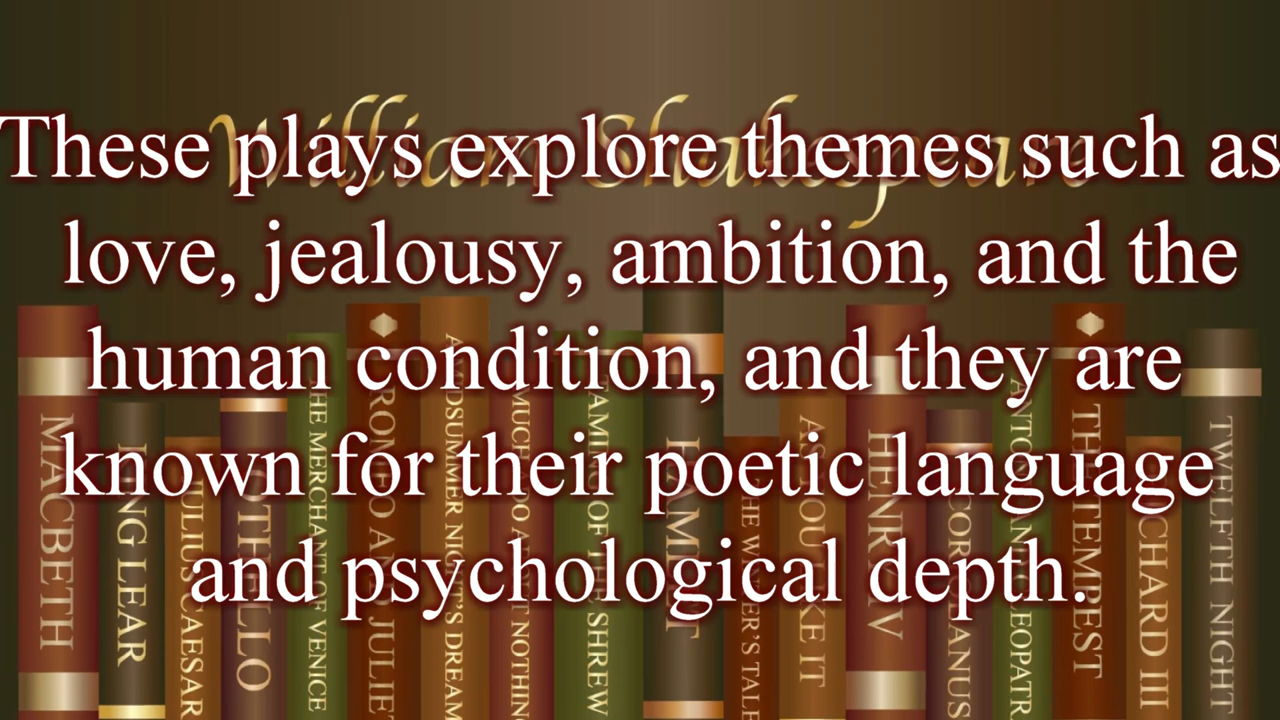 William Shakespeare
These plays explore themes such as
love, jealousy, ambition, and the
human condition, and they are
known for their poetic language
and psychological depth.
MACBETH
KING LEAR
JULIUS CAESAR
OTHELLO
THE MERCHANT OF VENICE
ROMEO AND JULIET
A MIDSUMMER NIGHT'S DREAM
MUCH ADO ABOUT NOTHING
TAMING OF THE SHREW
HAMLET
THE WINTER'S TALE
AS YOU LIKE IT
HENRY V
CORIOLANUS
ANTONY AND CLEOPATRA
THE TEMPEST
RICHARD III
TWELFTH NIGHT